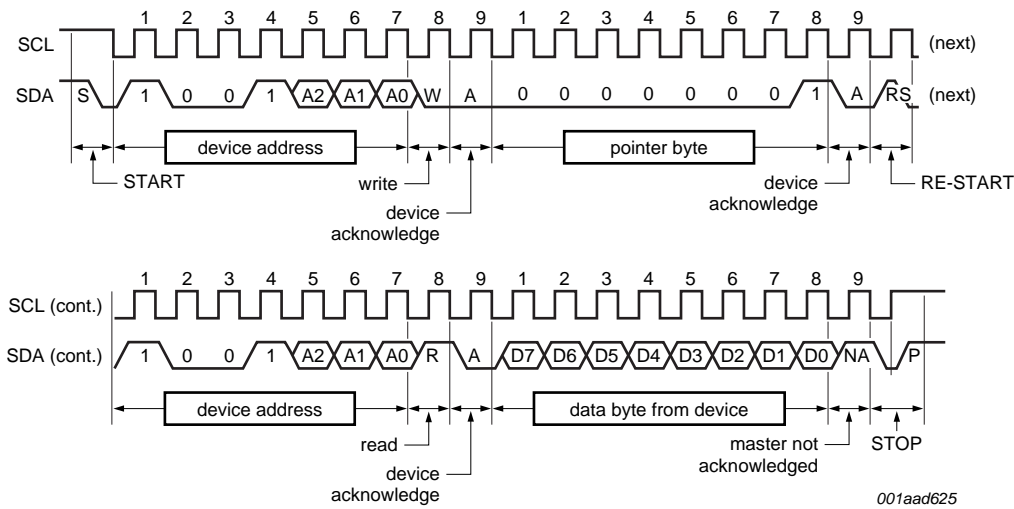 1 2 3 4 5 6 7 8 9 1 2 3 4 5 6 7 8 9
SCL (next)
SDA S 1 0 0 1 A2 A1 A0 W A 0 0 0 0 0 0 0 1 A RS (next)
device address pointer byte
START write device acknowledge device acknowledge RE-START
1 2 3 4 5 6 7 8 9 1 2 3 4 5 6 7 8 9
SCL (cont.)
SDA (cont.) 1 0 0 1 A2 A1 A0 R A D7 D6 D5 D4 D3 D2 D1 D0 NA P
device address data byte from device
read device acknowledge master not acknowledged STOP
001aad625